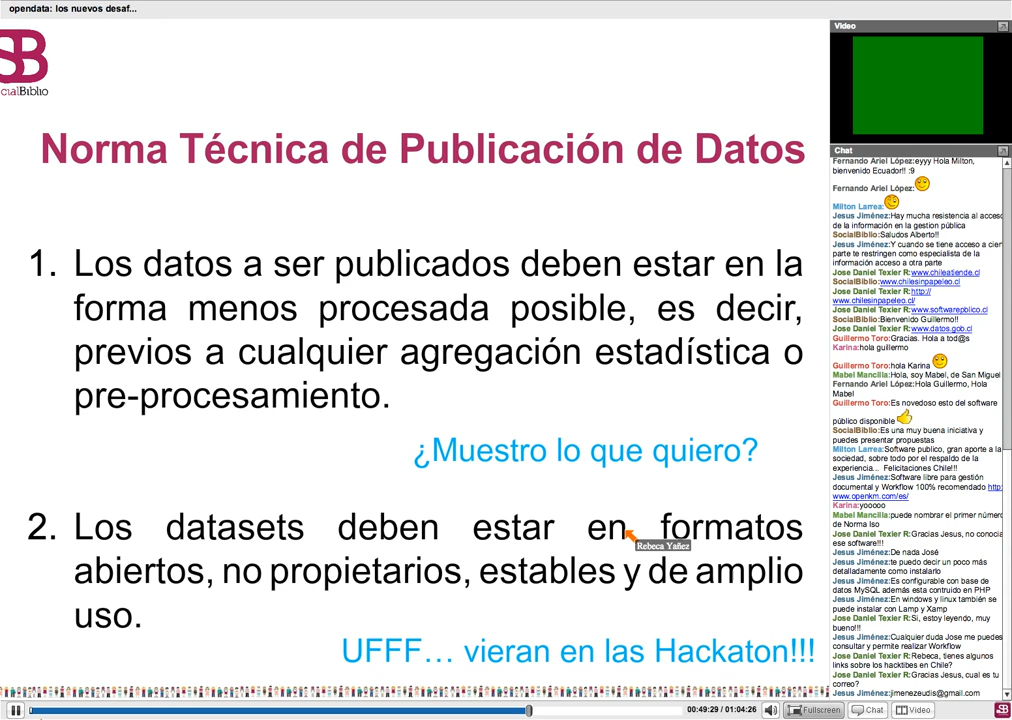 opendata: los nuevos desaf...
SB
cialBiblio
Norma Técnica de Publicación de Datos
1. Los datos a ser publicados deben estar en la
forma menos procesada posible, es decir,
previos a cualquier agregación estadística o
pre-procesamiento.
¿Muestro lo que quiero?
2. Los datasets deben estar en formatos
abiertos, no propietarios, estables y de amplio
uso.
Rebeca Yañez
UFFF… vieran en las Hackaton!!!
Video
Chat
Fernando Ariel López:eyyy Hola Milton,
bienvenido Ecuador!! :9
Fernando Ariel López:
Milton Larrea:
Jesus Jiménez:Hay mucha resistencia al acceso
de la información en la gestion pública
SocialBiblio:Saludos Alberto!!
Jesus Jiménez:Y cuando se tiene acceso a cier
parte te restringen como especialista de la
información acceso a otra parte
Jose Daniel Texier R:www.chileatiende.cl
SocialBiblio:www.chilesinpapeleo.cl
Jose Daniel Texier R:http://
www.chilesinpapeleo.cl/
Jose Daniel Texier R:www.softwarepblico.cl
SocialBiblio:Bienvenido Guillermo!!
Jose Daniel Texier R:www.datos.gob.cl
Guillermo Toro:Gracias. Hola a tod@s
Karina:hola guillermo
Guillermo Toro:hola Karina
Mabel Mancilla:Hola, soy Mabel, de San Miguel
Fernando Ariel López:Hola Guillermo, Hola
Mabel
Guillermo Toro:Es novedoso esto del software
público disponible
SocialBiblio:Es una muy buena iniciativa y
puedes presentar propuestas
Milton Larrea:Software publico, gran aporte a la
sociedad, sobre todo por el respaldo de la
experiencia... Felicitaciones Chile!!!
Jesus Jiménez:Software libre para gestión
documental y Workflow 100% recomendado http:
www.openkm.com/es/
Karina:yooooo
Mabel Mancilla:puede nombrar el primer número
de Norma Iso
Jose Daniel Texier R:Gracias Jesus, no conocia
ese software!!!
Jesus Jiménez:De nada José
Jesus Jiménez:te puedo decir un poco más
detalladamente como instalarlo
Jesus Jiménez:Es configurable con base de
datos MySQL además esta contruido en PHP
Jesus Jiménez:En windows y linux también se
puede instalar con Lamp y Xamp
Jose Daniel Texier R:Si, estoy leyendo, muy
bueno!!!
Jesus Jiménez:Cualquier duda Jose me puedes
consultar y permite realizar Workflow
Jose Daniel Texier R:Rebeca, tienes algunos
links sobre los hacktibes en Chile?
Jose Daniel Texier R:Gracias Jesus, cual es tu
correo?
Jesus Jiménez:jimenezeudis@gmail.com
00:49:29 / 01:04:26
Fullscreen
Chat
Video
SB